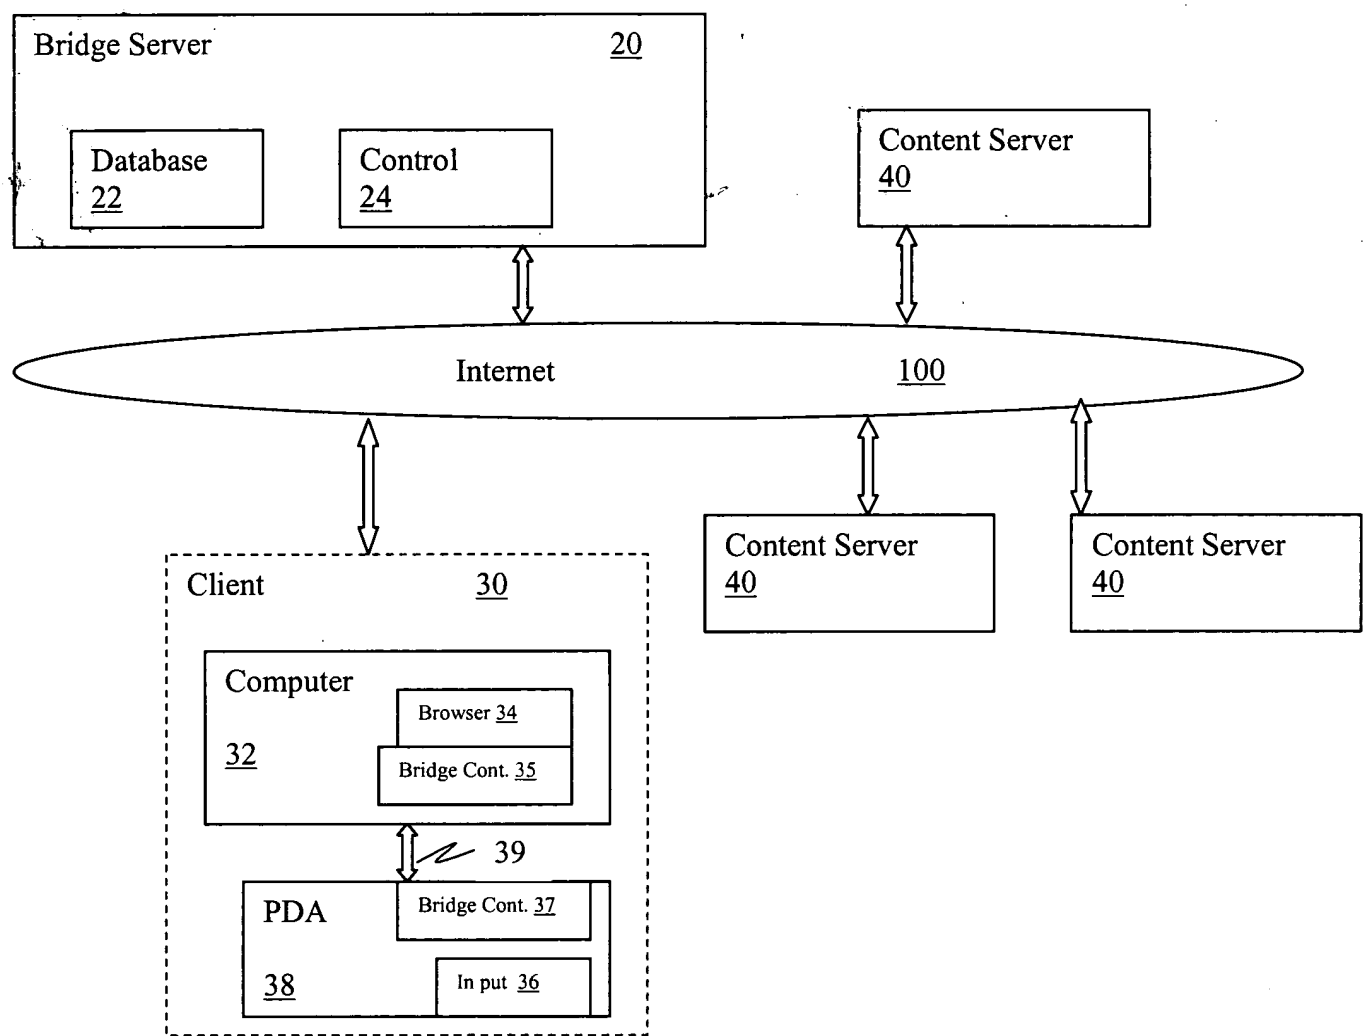 Bridge Server 20
Database
22
Control
24
Content Server
40
Internet 100
Content Server
40
Content Server
40
Client 30
Computer
32
Browser 34
Bridge Cont. 35
39
PDA
38
Bridge Cont. 37
In put 36